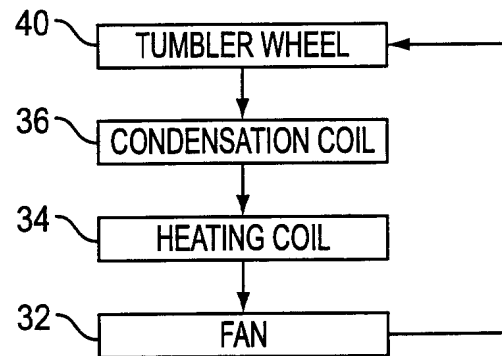 40 TUMBLER WHEEL
36 CONDENSATION COIL
34 HEATING COIL
32 FAN